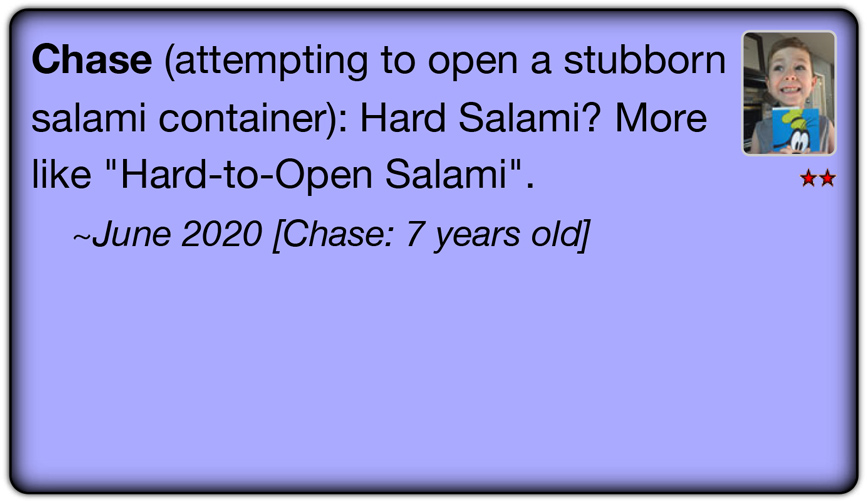 Chase (attempting to open a stubborn
salami container): Hard Salami? More
like "Hard-to-Open Salami".
~June 2020 [Chase: 7 years old]